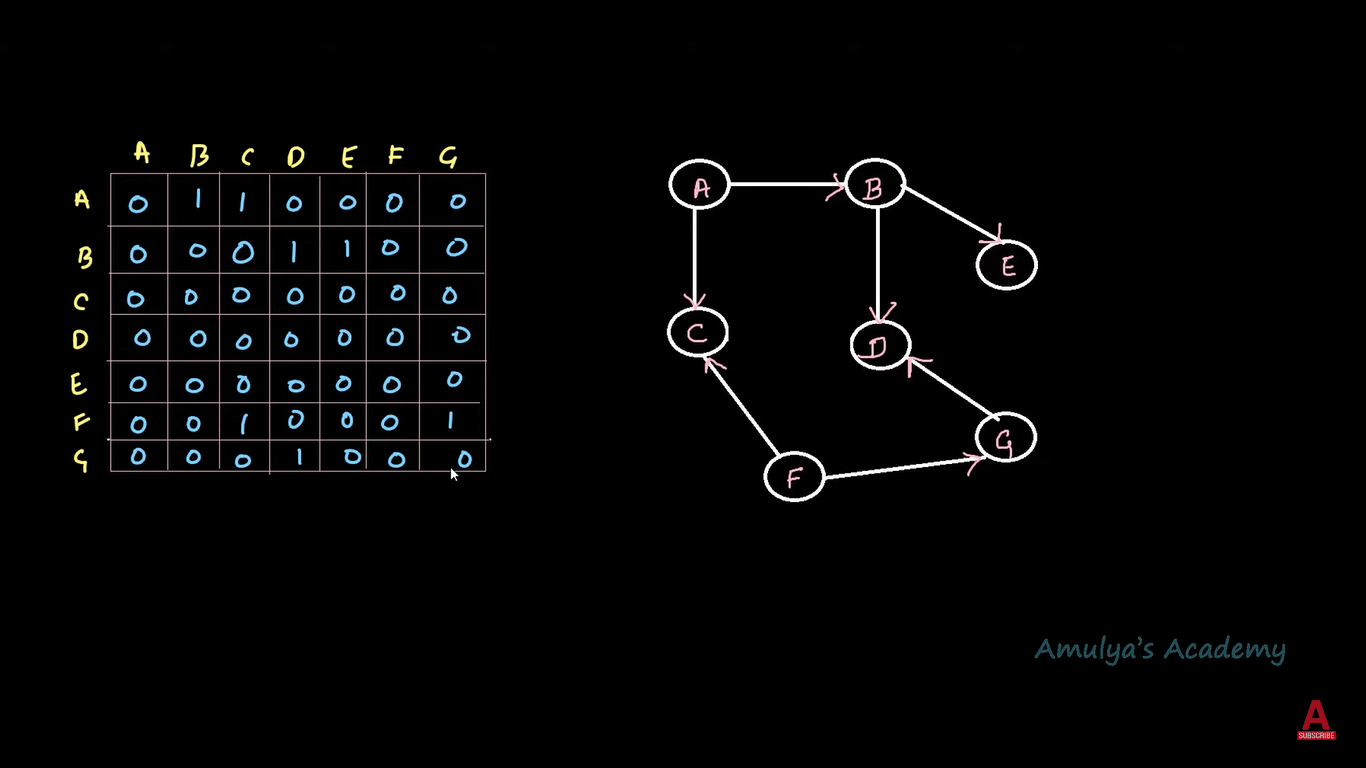 A B C D E F G
A 0 1 1 0 0 0 0
B 0 0 0 1 1 0 0
C 0 0 0 0 0 0 0
D 0 0 0 0 0 0 0
E 0 0 0 0 0 0 0
F 0 0 1 0 0 0 1
G 0 0 0 1 0 0 0
A
B
E
C
D
G
F
Amulya's Academy
A
SUBSCRIBE